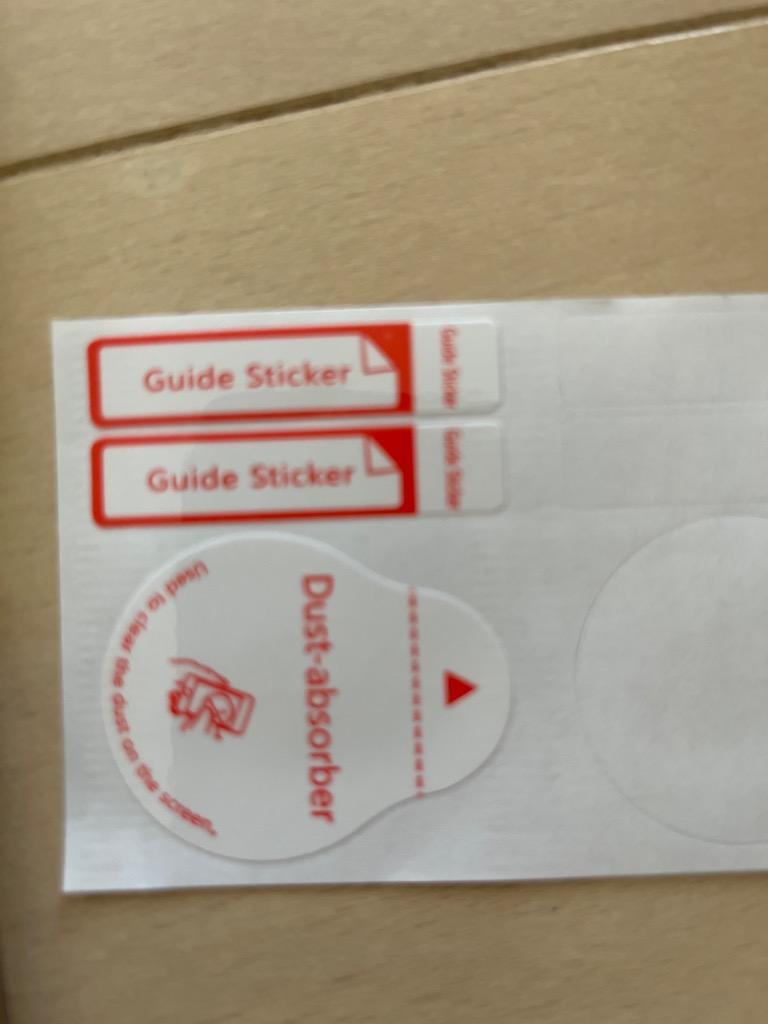 Guide Sticker
Guide Sticker
Guide Sticker
Guide Sticker
Dust-absorber
Used to clear the dust on the screen.